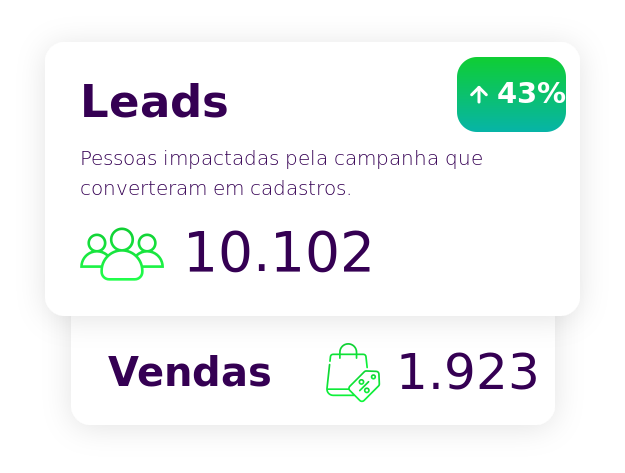 Leads
↑ 43%
Pessoas impactadas pela campanha que
converteram em cadastros.
10.102
Vendas
1.923